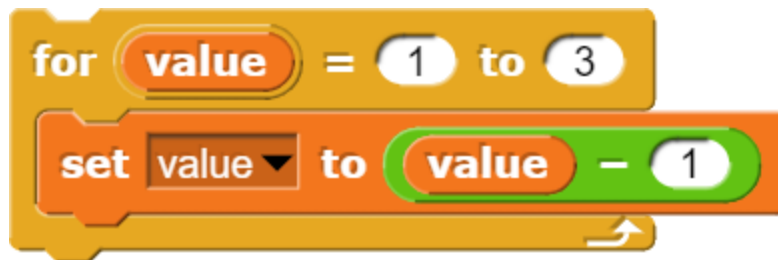 for value = 1 to 3
set value to value - 1